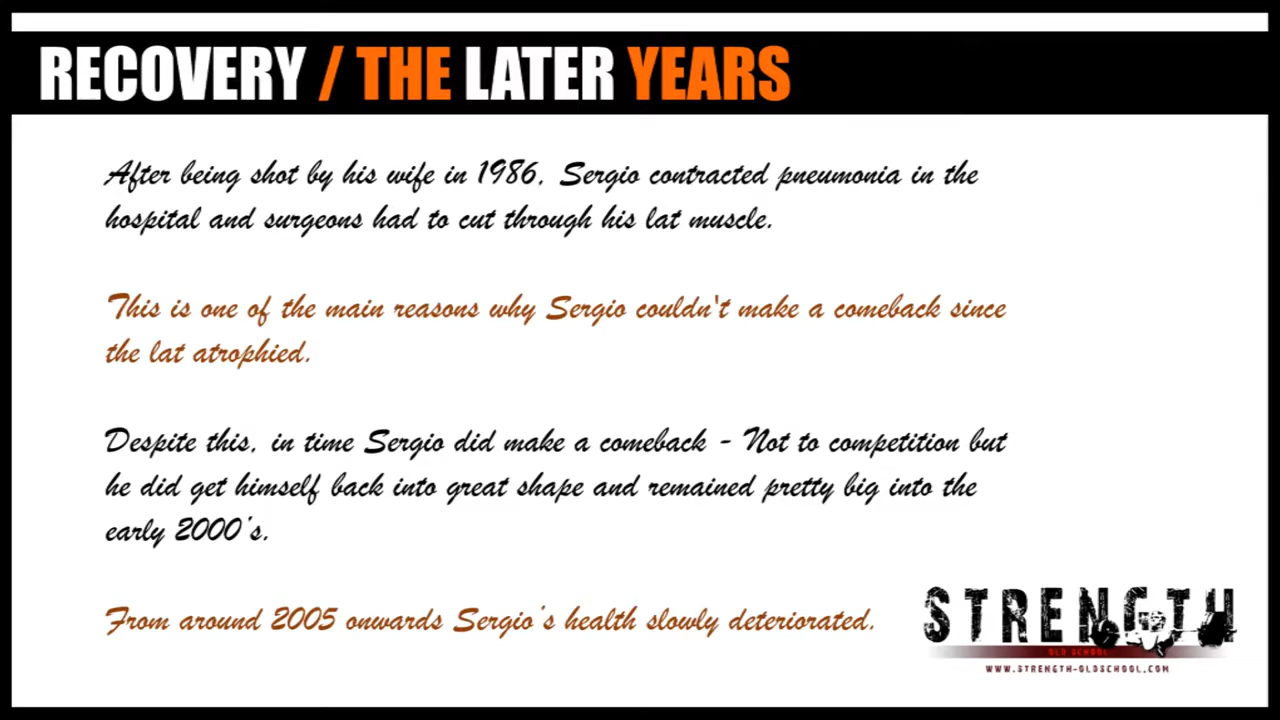 RECOVERY / THE LATER YEARS
After being shot by his wife in 1986, Sergio contracted pneumonia in the
hospital and surgeons had to cut through his lat muscle.
This is one of the main reasons why Sergio couldn't make a comeback since
the lat atrophied.
Despite this, in time Sergio did make a comeback - Not to competition but
he did get himself back into great shape and remained pretty big into the
early 2000's.
From around 2005 onwards Sergio's health slowly deteriorated.
STRENGTH
OLD SCHOOL
WWW.STRENGTH-OLDSCHOOL.COM